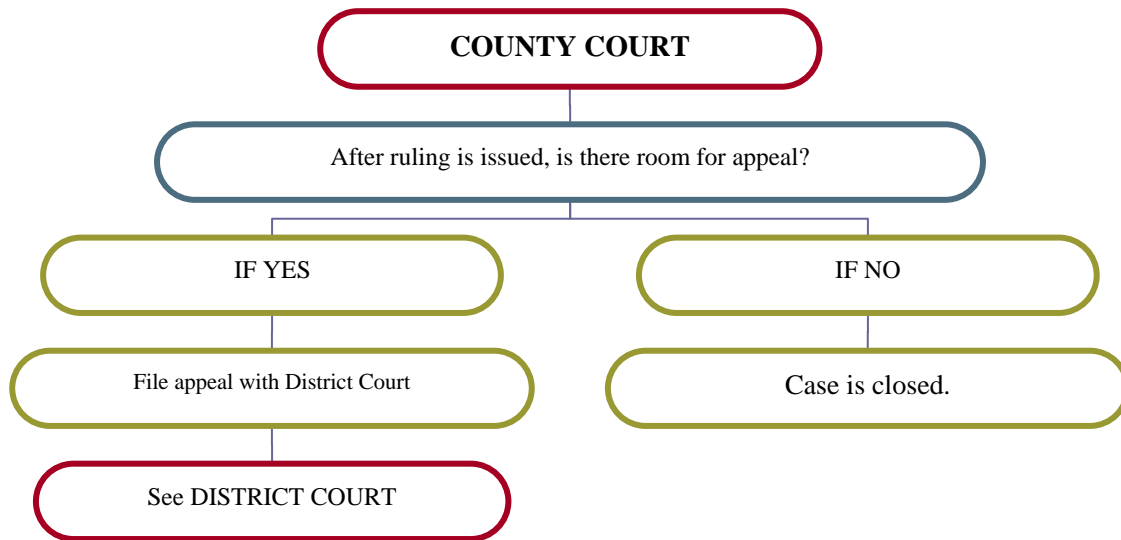 COUNTY COURT
After ruling is issued, is there room for appeal?
IF YES
IF NO
File appeal with District Court
Case is closed.
See DISTRICT COURT